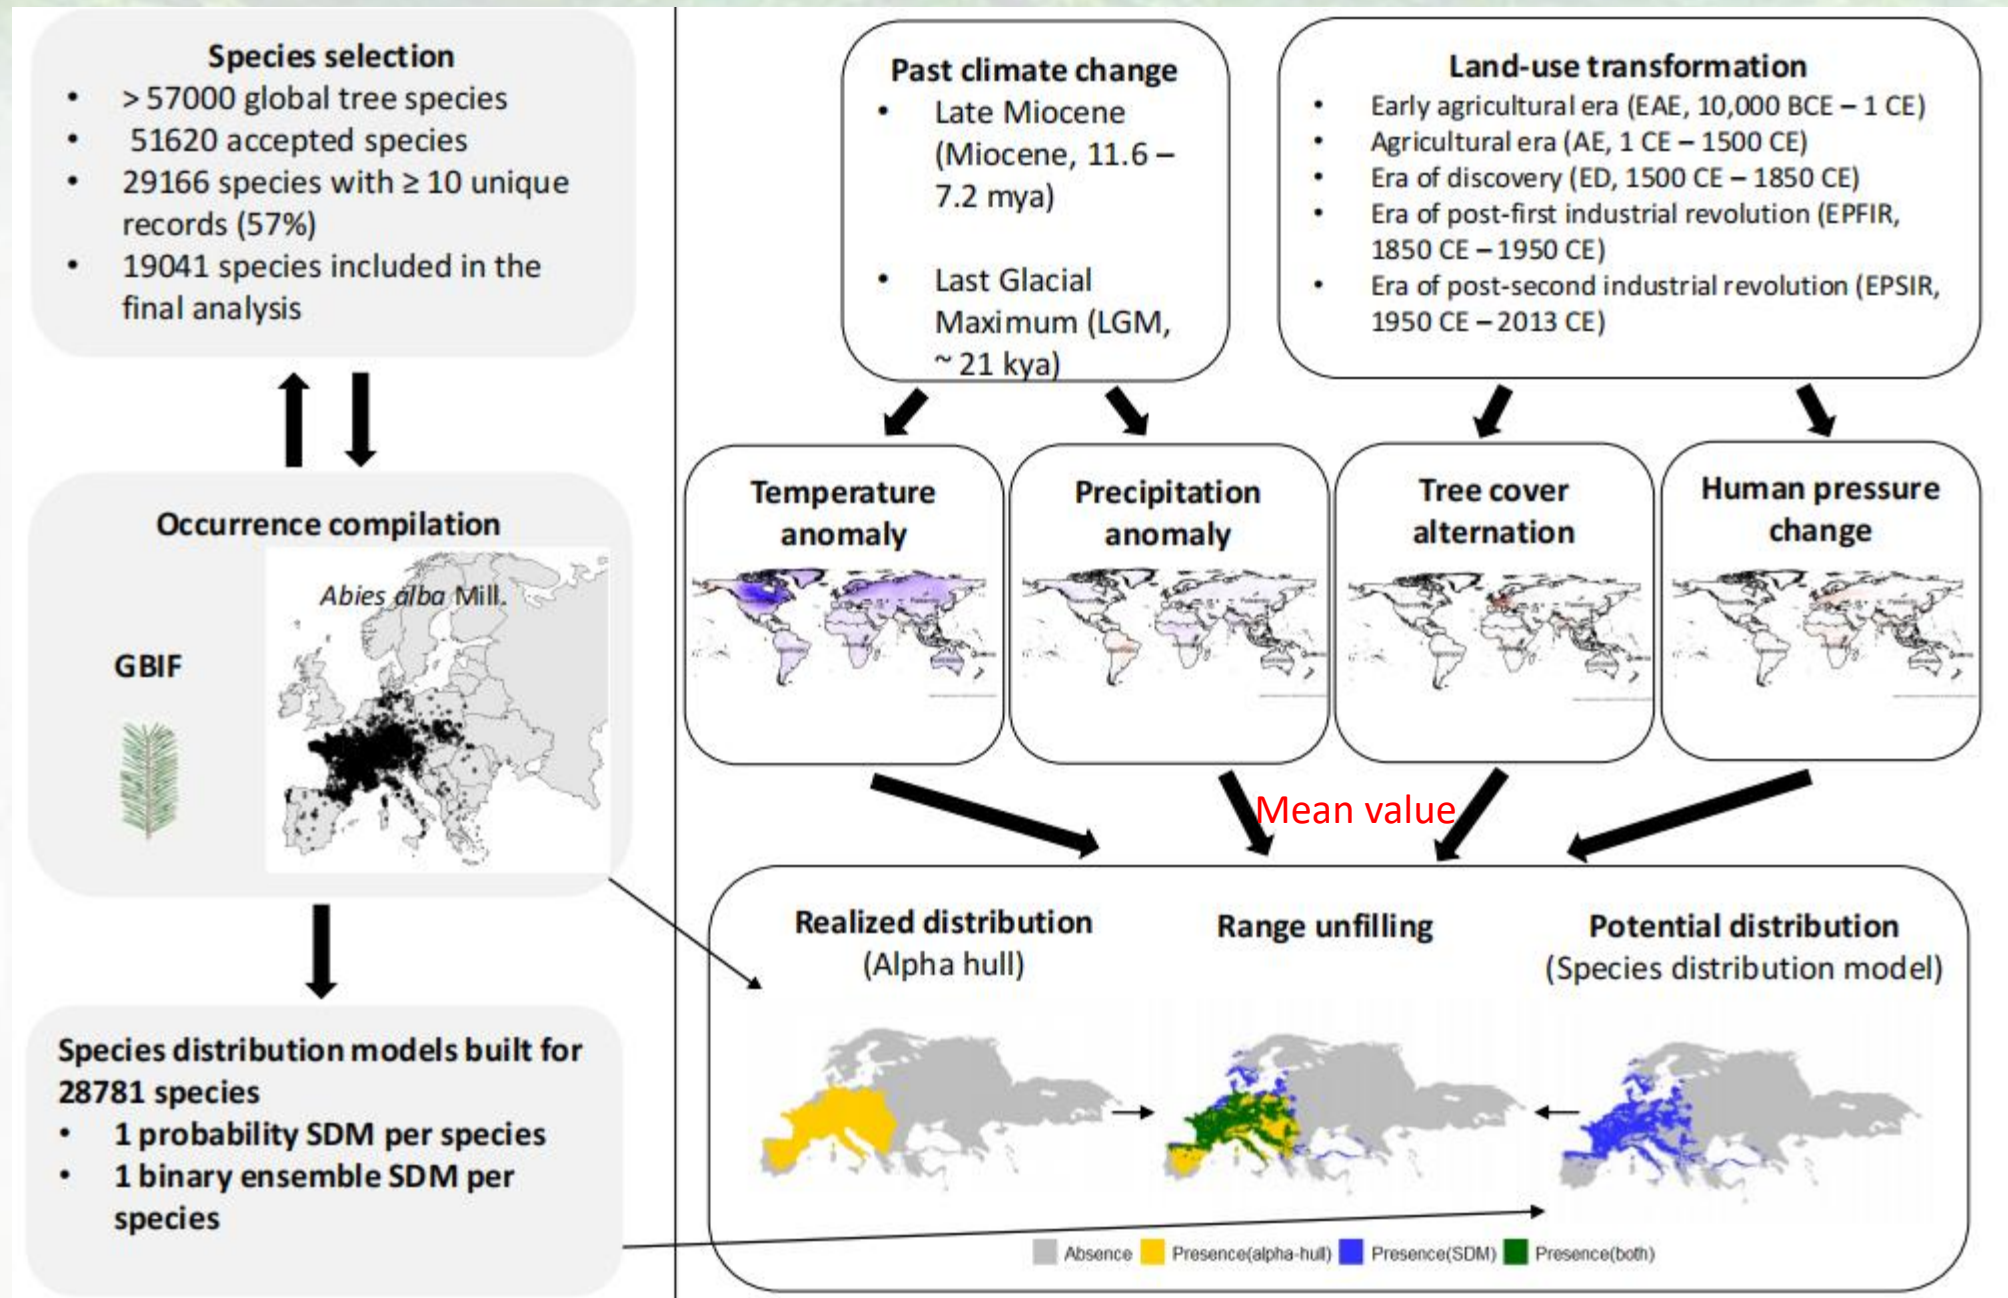 Species selection
• > 57000 global tree species
• 51620 accepted species
• 29166 species with ≥ 10 unique
records (57%)
• 19041 species included in the
final analysis
Occurrence compilation
Abies alba Mill.
GBIF
Species distribution models built for
28781 species
• 1 probability SDM per species
• 1 binary ensemble SDM per
species
Past climate change
• Late Miocene
(Miocene, 11.6 –
7.2 mya)
• Last Glacial
Maximum (LGM,
~ 21 kya)
Land-use transformation
• Early agricultural era (EAE, 10,000 BCE – 1 CE)
• Agricultural era (AE, 1 CE – 1500 CE)
• Era of discovery (ED, 1500 CE – 1850 CE)
• Era of post-first industrial revolution (EPFIR,
1850 CE – 1950 CE)
• Era of post-second industrial revolution (EPSIR,
1950 CE – 2013 CE)
Temperature
anomaly
Precipitation
anomaly
Tree cover
alternation
Human pressure
change
Mean value
Realized distribution
(Alpha hull)
Range unfilling
Potential distribution
(Species distribution model)
Absence
Presence(alpha-hull)
Presence(SDM)
Presence(both)